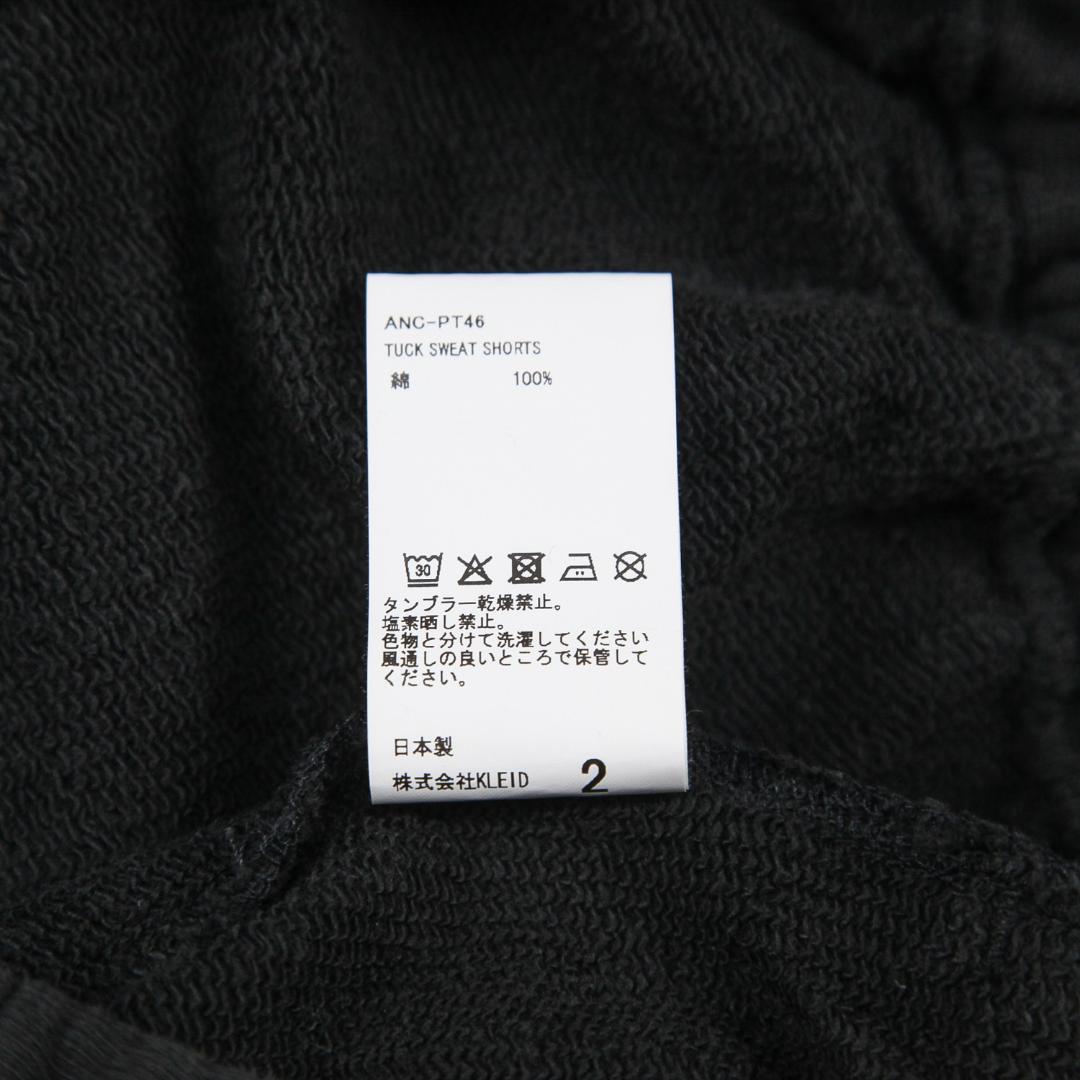 ANC-PT46
TUCK SWEAT SHORTS
綿 100%
30
タンブラー乾燥禁止。
塩素晒し禁止。
色物と分けて洗濯してください
風通しの良いところで保管して
ください。
日本製
株式会社KLEID 2